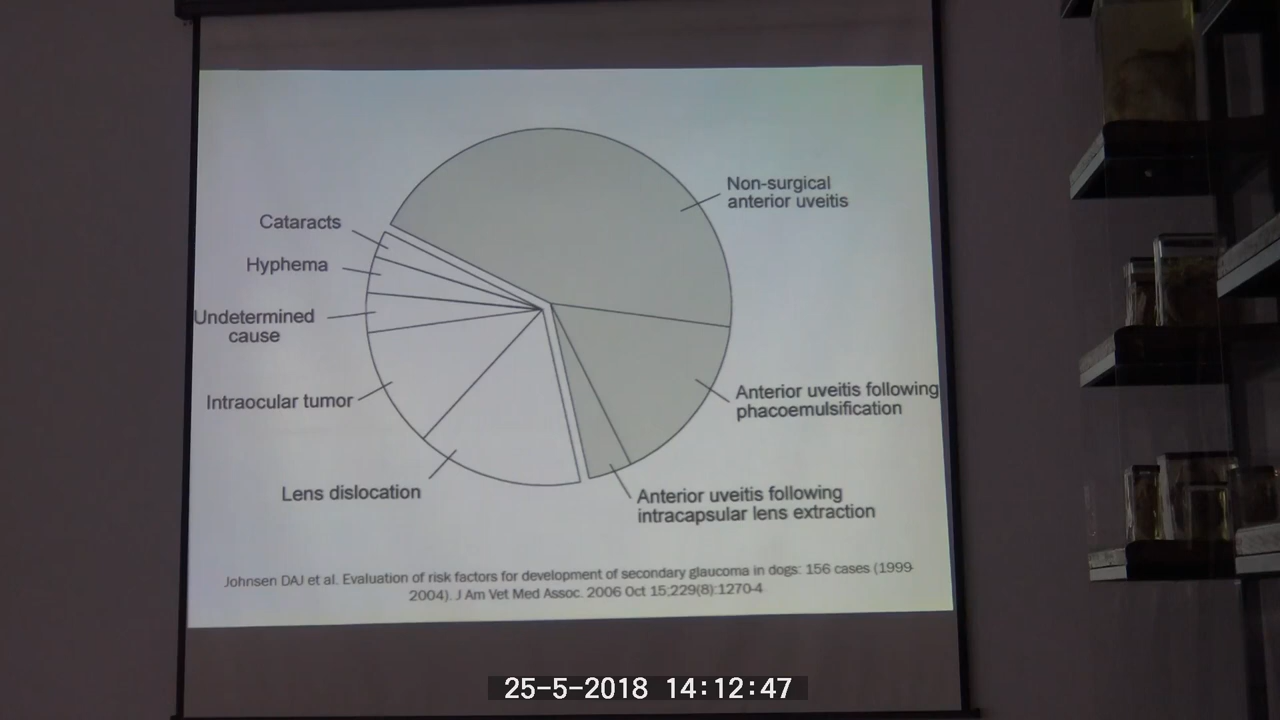 Non-surgical
anterior uveitis
Cataracts
Hyphema
Undetermined
cause
Intraocular tumor
Anterior uveitis following
phacoemulsification
Lens dislocation
Anterior uveitis following
intracapsular lens extraction
Johnsen DAJ et al. Evaluation of risk factors for development of secondary glaucoma in dogs: 156 cases (1999-
2004). J Am Vet Med Assoc. 2006 Oct 15;229(8):1270-4
25-5-2018 14:12:47